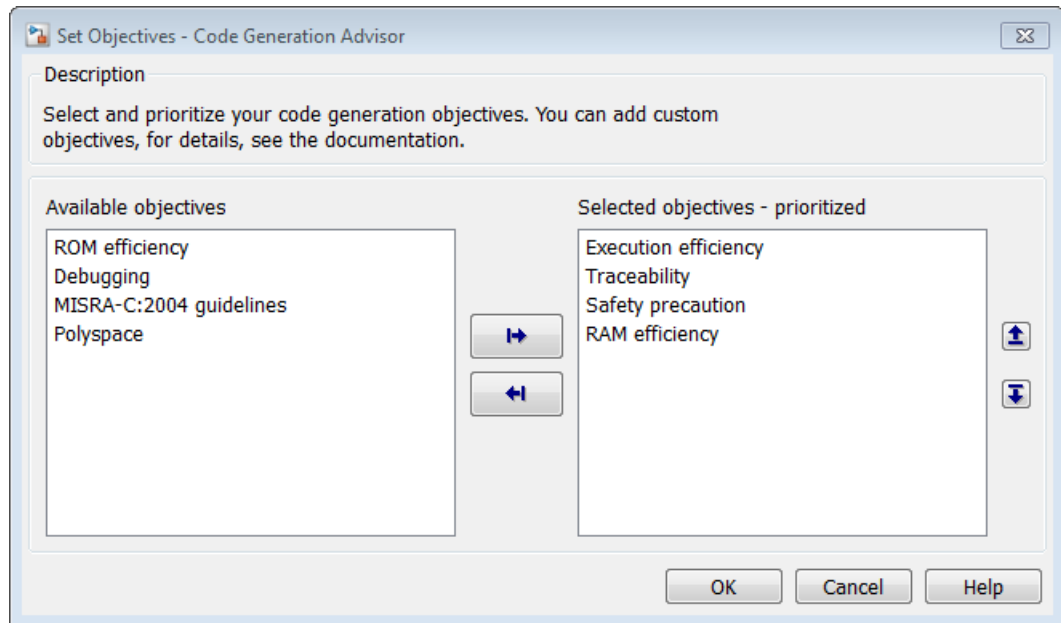 Set Objectives - Code Generation Advisor
Description
Select and prioritize your code generation objectives. You can add custom
objectives, for details, see the documentation.
Available objectives
ROM efficiency
Debugging
MISRA-C:2004 guidelines
Polyspace
Selected objectives - prioritized
Execution efficiency
Traceability
Safety precaution
RAM efficiency
OK
Cancel
Help